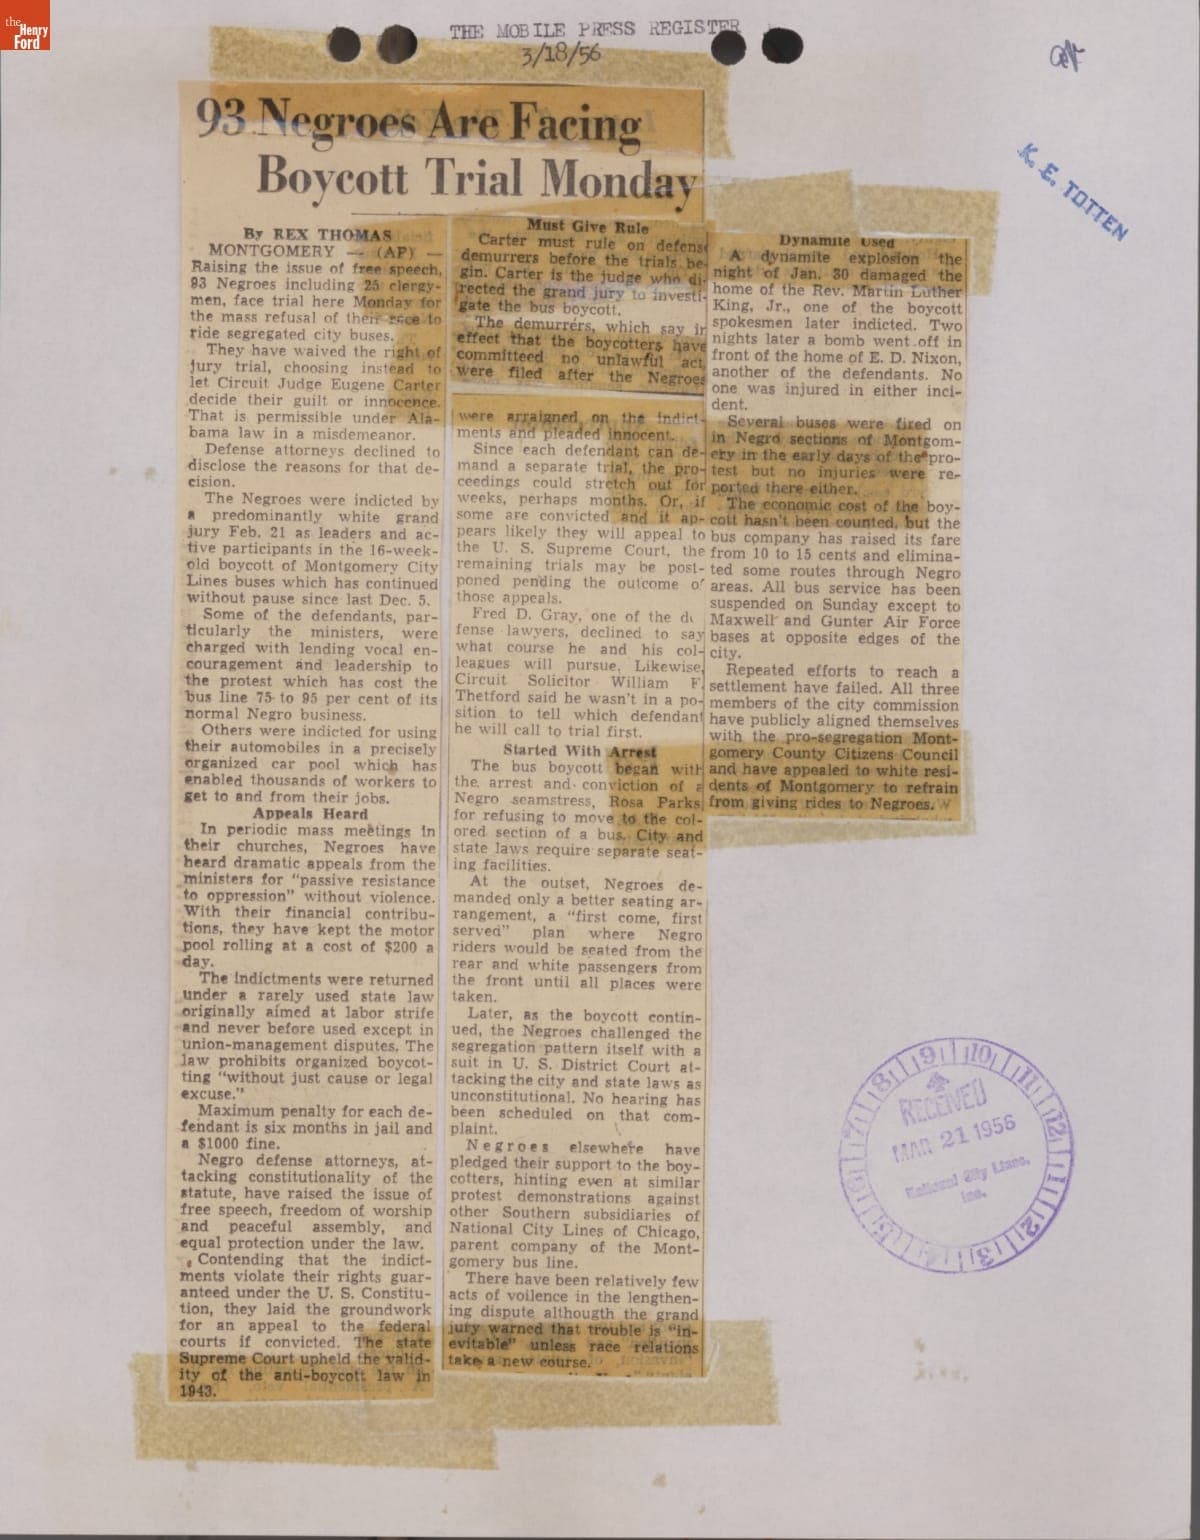 the
Henry
Ford
THE MOBILE PRESS REGISTER
3/18/56
K. E. TOTTEN
93 Negroes Are Facing
Boycott Trial Monday
By REX THOMAS
MONTGOMERY — (AP) —
Raising the issue of free speech,
93 Negroes including 25 clergy-
men, face trial here Monday for
the mass refusal of their race to
ride segregated city buses.
They have waived the right of
jury trial, choosing instead to
let Circuit Judge Eugene Carter
decide their guilt or innocence.
That is permissible under Ala-
bama law in a misdemeanor.
Defense attorneys declined to
disclose the reasons for that de-
cision.
The Negroes were indicted by
a predominantly white grand
jury Feb. 21 as leaders and ac-
tive participants in the 16-week-
old boycott of Montgomery City
Lines buses which has continued
without pause since last Dec. 5.
Some of the defendants, par-
ticularly the ministers, were
charged with lending vocal en-
couragement and leadership to
the protest which has cost the
bus line 75 to 95 per cent of its
normal Negro business.
Others were indicted for using
their automobiles in a precisely
organized car pool which has
enabled thousands of workers to
get to and from their jobs.
Appeals Heard
In periodic mass meetings in
their churches, Negroes have
heard dramatic appeals from the
ministers for "passive resistance
to oppression" without violence.
With their financial contribu-
tions, they have kept the motor
pool rolling at a cost of $200 a
day.
The indictments were returned
under a rarely used state law
originally aimed at labor strife
and never before used except in
union-management disputes. The
law prohibits organized boycot-
ting "without just cause or legal
excuse."
Maximum penalty for each de-
fendant is six months in jail and
a $1000 fine.
Negro defense attorneys, at-
tacking constitutionality of the
statute, have raised the issue of
free speech, freedom of worship
and peaceful assembly, and
equal protection under the law.
Contending that the indict-
ments violate their rights guar-
anteed under the U. S. Constitu-
tion, they laid the groundwork
for an appeal to the federal
courts if convicted. The state
Supreme Court upheld the valid-
ity of the anti-boycott law in
1943.
Must Give Rule
Carter must rule on defense
demurrers before the trials be-
gin. Carter is the judge who di-
rected the grand jury to investi-
gate the bus boycott.
The demurrers, which say in
effect that the boycotters have
committeed no unlawful act,
were filed after the Negroes
were arraigned on the indict-
ments and pleaded innocent.
Since each defendant can de-
mand a separate trial, the pro-
ceedings could stretch out for
weeks, perhaps months. Or, if
some are convicted and it ap-
pears likely they will appeal to
the U. S. Supreme Court, the
remaining trials may be post-
poned pending the outcome of
those appeals.
Fred D. Gray, one of the de
fense lawyers, declined to say
what course he and his col-
leagues will pursue. Likewise,
Circuit Solicitor William F.
Thetford said he wasn't in a po-
sition to tell which defendant
he will call to trial first.
Started With Arrest
The bus boycott began with
the arrest and conviction of a
Negro seamstress, Rosa Parks,
for refusing to move to the col-
ored section of a bus. City and
state laws require separate seat-
ing facilities.
At the outset, Negroes de-
manded only a better seating ar-
rangement, a "first come, first
served" plan where Negro
riders would be seated from the
rear and white passengers from
the front until all places were
taken.
Later, as the boycott contin-
ued, the Negroes challenged the
segregation pattern itself with a
suit in U. S. District Court at-
tacking the city and state laws as
unconstitutional. No hearing has
been scheduled on that com-
plaint.
Negroes elsewhere have
pledged their support to the boy-
cotters, hinting even at similar
protest demonstrations against
other Southern subsidiaries of
National City Lines of Chicago,
parent company of the Mont-
gomery bus line.
There have been relatively few
acts of voilence in the lengthen-
ing dispute althougth the grand
jury warned that trouble is "in-
evitable" unless race relations
take a new course.
Dynamite Used
A dynamite explosion the
night of Jan. 30 damaged the
home of the Rev. Martin Luther
King, Jr., one of the boycott
spokesmen later indicted. Two
nights later a bomb went off in
front of the home of E. D. Nixon,
another of the defendants. No
one was injured in either inci-
dent.
Several buses were fired on
in Negro sections of Montgom-
ery in the early days of the pro-
test but no injuries were re-
ported there either.
The economic cost of the boy-
cott hasn't been counted, but the
bus company has raised its fare
from 10 to 15 cents and elimina-
ted some routes through Negro
areas. All bus service has been
suspended on Sunday except to
Maxwell and Gunter Air Force
bases at opposite edges of the
city.
Repeated efforts to reach a
settlement have failed. All three
members of the city commission
have publicly aligned themselves
with the pro-segregation Mont-
gomery County Citizens Council
and have appealed to white resi-
dents of Montgomery to refrain
from giving rides to Negroes.
7 8 9 10 11 12 1 2 3 4 5 6
RECEIVED
MAR 21 1956
National City Lines,
Inc.